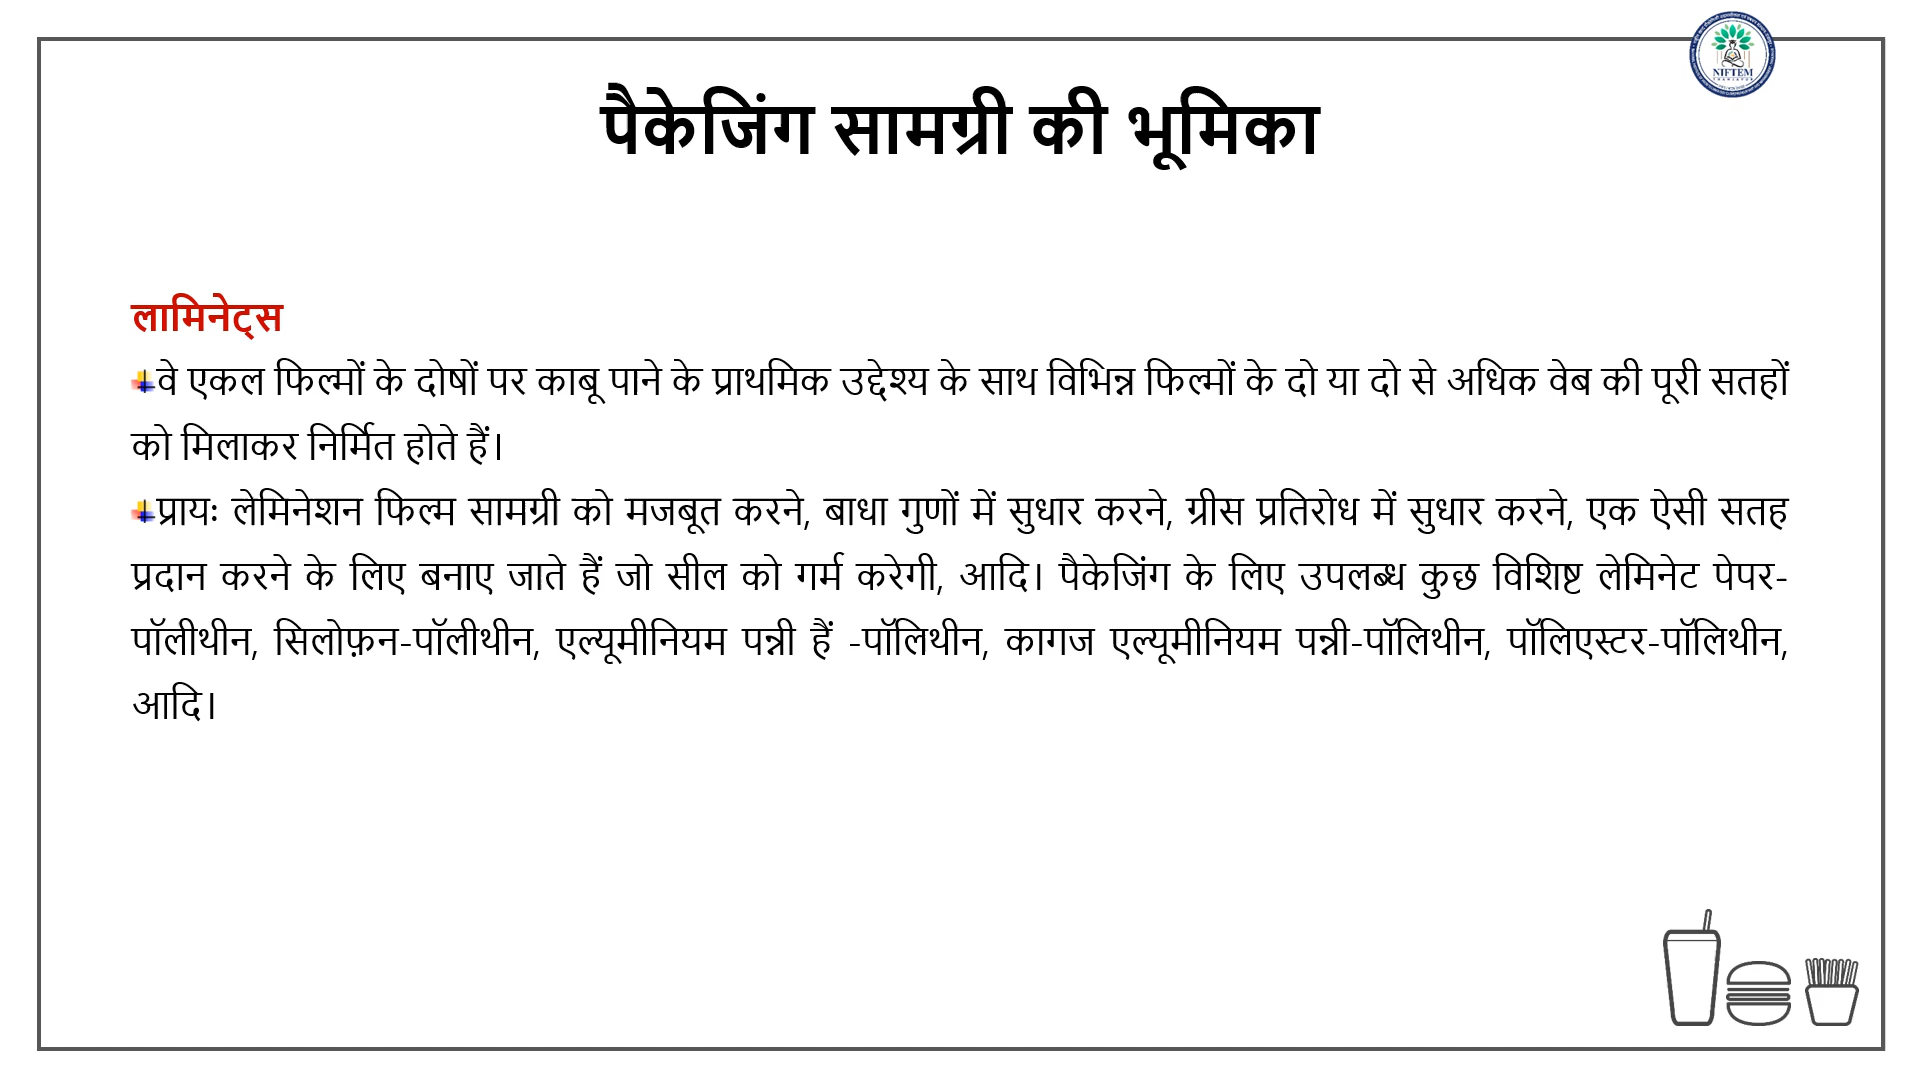 NIFTEM
पैकेजिंग सामग्री की भूमिका
लामिनेट्स
वे एकल फिल्मों के दोषों पर काबू पाने के प्राथमिक उद्देश्य के साथ विभिन्न फिल्मों के दो या दो से अधिक वेब की पूरी सतहों
को मिलाकर निर्मित होते हैं।
प्रायः लेमिनेशन फिल्म सामग्री को मजबूत करने, बाधा गुणों में सुधार करने, ग्रीस प्रतिरोध में सुधार करने, एक ऐसी सतह
प्रदान करने के लिए बनाए जाते हैं जो सील को गर्म करेगी, आदि। पैकेजिंग के लिए उपलब्ध कुछ विशिष्ट लेमिनेट पेपर-
पॉलीथीन, सिलोफ़न-पॉलीथीन, एल्यूमीनियम पन्नी हैं -पॉलिथीन, कागज एल्यूमीनियम पन्नी-पॉलिथीन, पॉलिएस्टर-पॉलिथीन,
आदि।